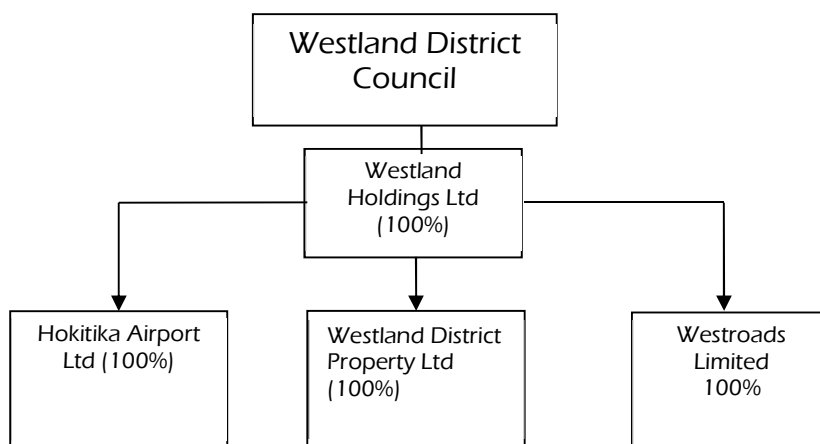 Westland District
Council
Westland
Holdings Ltd
(100%)
Hokitika Airport
Ltd (100%)
Westland District
Property Ltd
(100%)
Westroads
Limited
100%